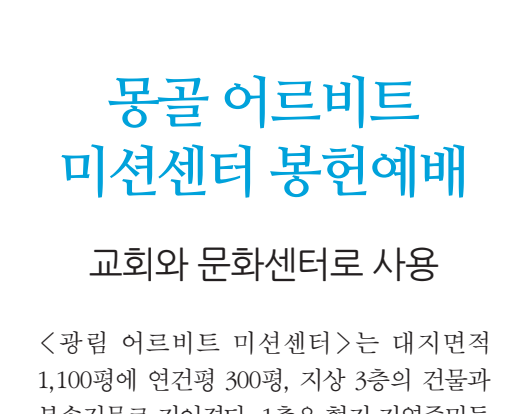 몽골 어르비트
미션센터 봉헌예배
교회와 문화센터로 사용
<광림 어르비트 미션센터>는 대지면적
1,100평에 연건평 300평, 지상 3층의 건물과